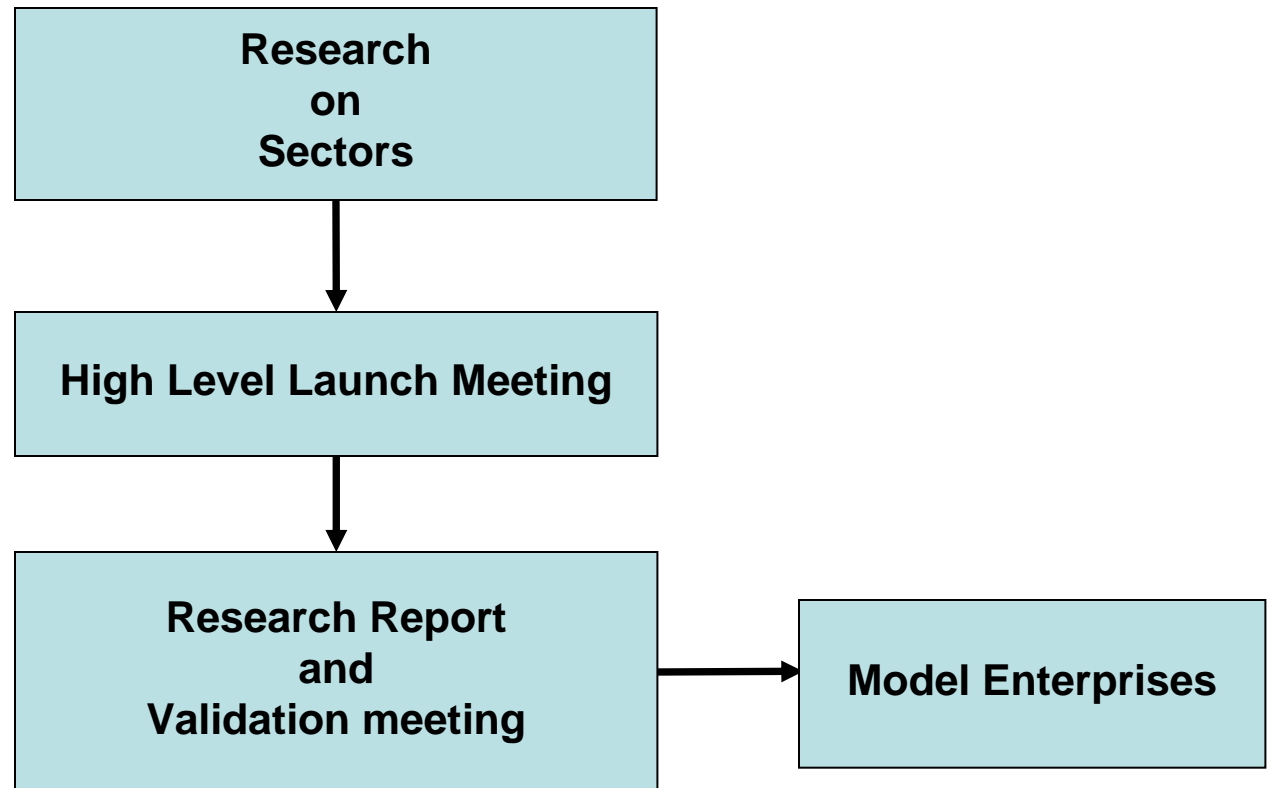 Research
on
Sectors
High Level Launch Meeting
Research Report
and
Validation meeting
Model Enterprises